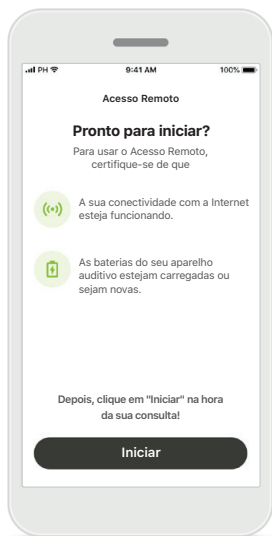 PH 9:41 AM 100%
Acesso Remoto
Pronto para iniciar?
Para usar o Acesso Remoto,
certifique-se de que
A sua conectividade com a Internet
esteja funcionando.
As baterias do seu aparelho
auditivo estejam carregadas ou
sejam novas.
Depois, clique em "Iniciar" na hora
da sua consulta!
Iniciar